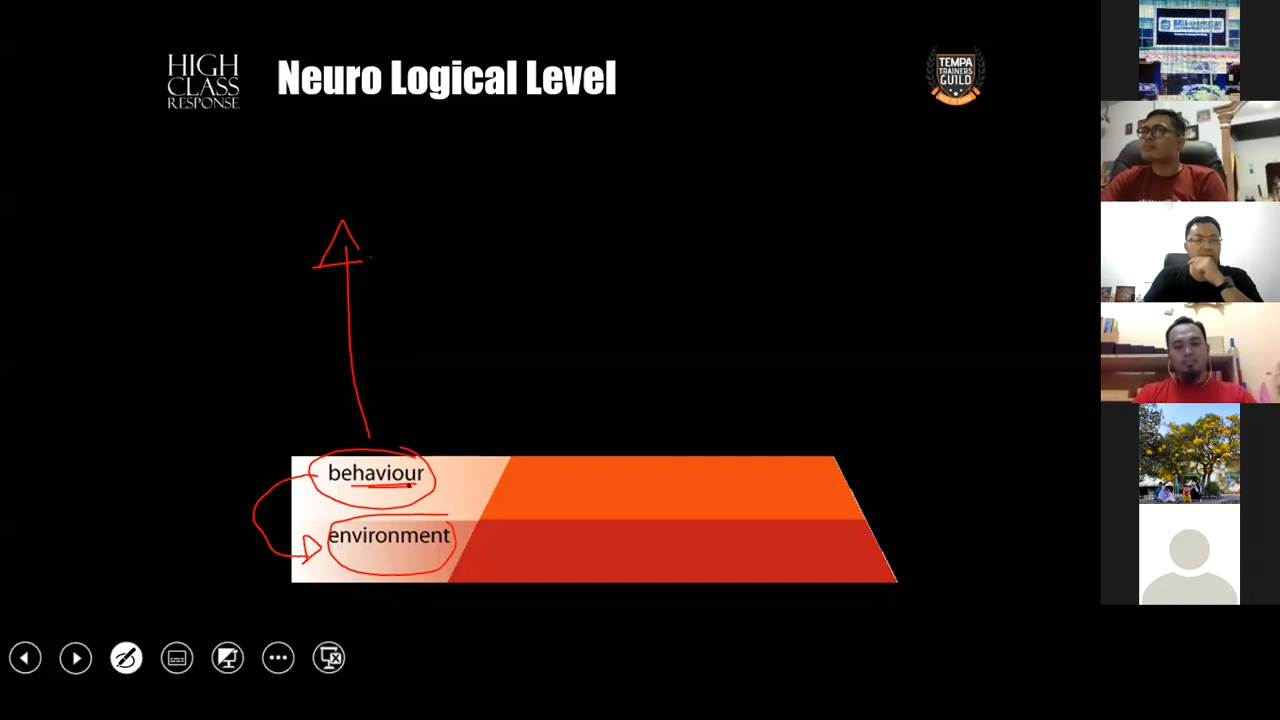 HIGH
CLASS
RESPONSE
Neuro Logical Level
TEMPA
TRAINERS
GUILD
behaviour
environment